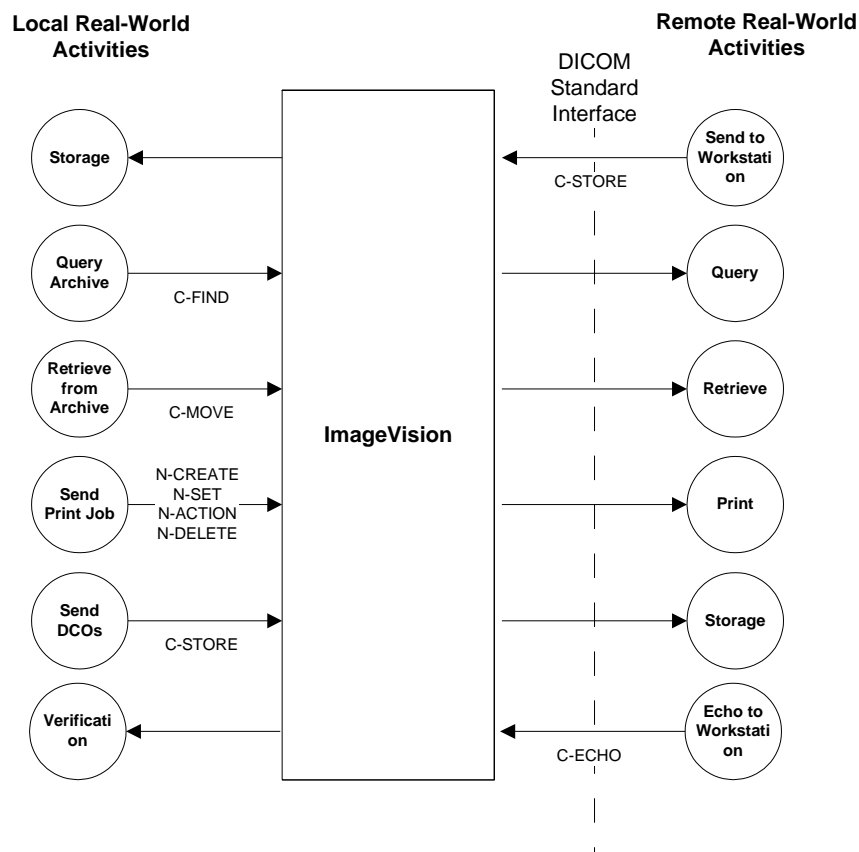 Local Real-World
Activities
Remote Real-World
Activities
DICOM
Standard
Interface
Storage
Send to
Workstati
on
C-STORE
Query
Archive
C-FIND
Query
Retrieve
from
Archive
C-MOVE
Retrieve
ImageVision
Send
Print Job
N-CREATE
N-SET
N-ACTION
N-DELETE
Print
Send
DCOs
C-STORE
Storage
Verificati
on
Echo to
Workstati
on
C-ECHO